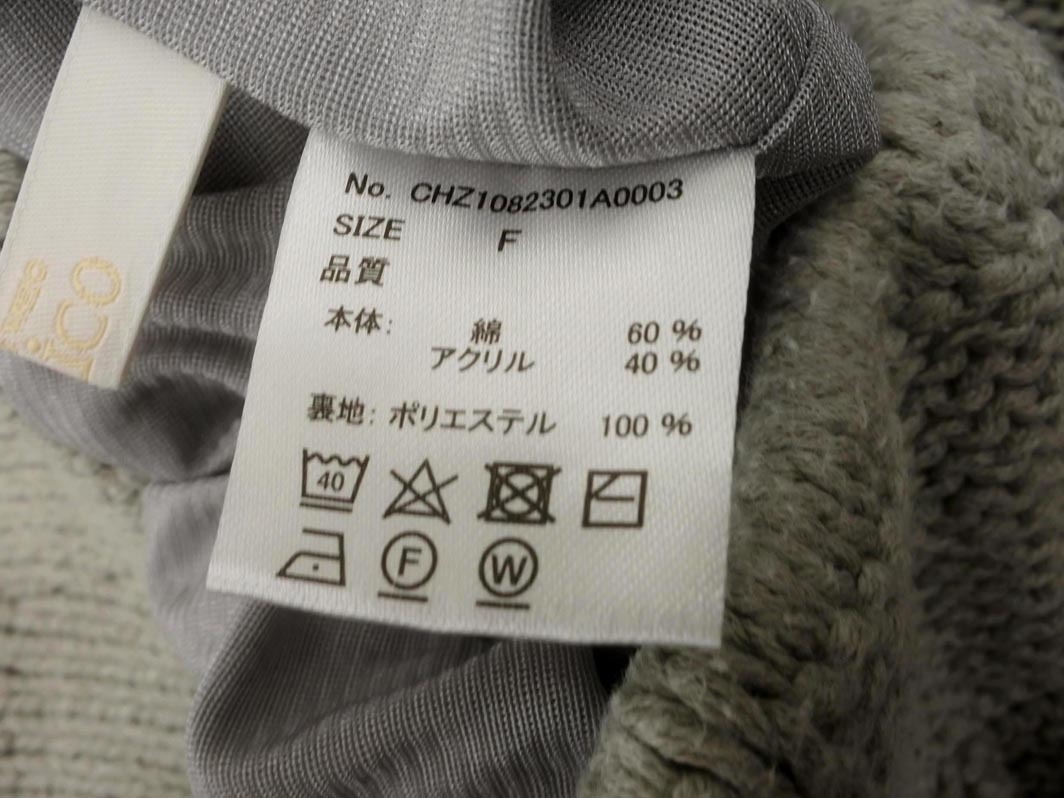 No. CHZ1082301A0003
SIZE F
品質
本体: 綿 60 %
アクリル 40 %
裏地: ポリエステル 100 %
40
F W